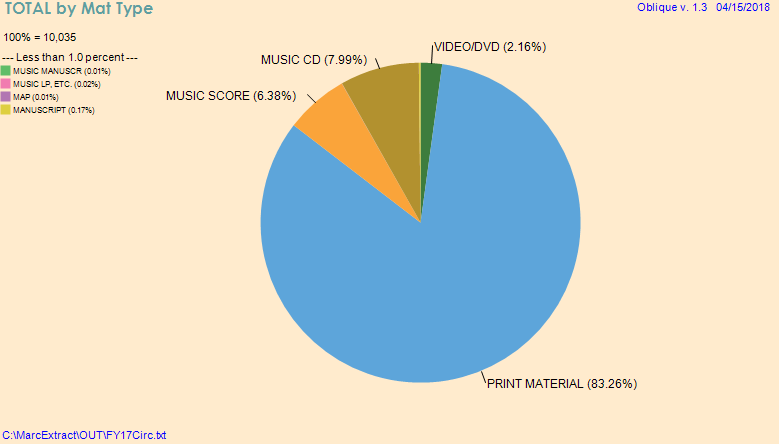 TOTAL by Mat Type
Oblique v. 1.3 04/15/2018
100% = 10,035
--- Less than 1.0 percent ---
MUSIC MANUSCR (0.01%)
MUSIC LP, ETC. (0.02%)
MAP (0.01%)
MANUSCRIPT (0.17%)
VIDEO/DVD (2.16%)
MUSIC CD (7.99%)
MUSIC SCORE (6.38%)
PRINT MATERIAL (83.26%)
C:\MarcExtract\OUT\FY17Circ.txt